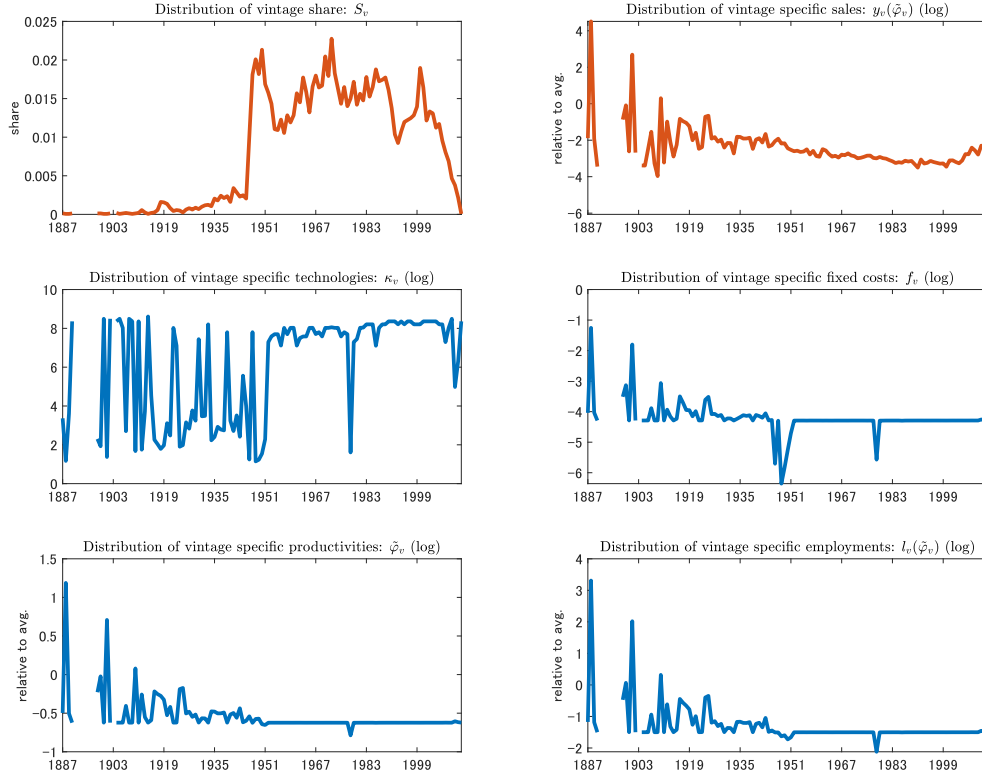 Distribution of vintage share: $S_v$
0.025
0.02
0.015
0.01
0.005
0
share
1887 1903 1919 1935 1951 1967 1983 1999
Distribution of vintage specific sales: $y_v(\tilde{\varphi}_v)$ (log)
4
2
0
-2
-4
-6
relative to avg.
1887 1903 1919 1935 1951 1967 1983 1999
Distribution of vintage specific technologies: $\kappa_v$ (log)
10
8
6
4
2
0
1887 1903 1919 1935 1951 1967 1983 1999
Distribution of vintage specific fixed costs: $f_v$ (log)
0
-1
-2
-3
-4
-5
-6
1887 1903 1919 1935 1951 1967 1983 1999
Distribution of vintage specific productivities: $\tilde{\varphi}_v$ (log)
1.5
1
0.5
0
-0.5
-1
relative to avg.
1887 1903 1919 1935 1951 1967 1983 1999
Distribution of vintage specific employments: $l_v(\tilde{\varphi}_v)$ (log)
4
3
2
1
0
-1
-2
relative to avg.
1887 1903 1919 1935 1951 1967 1983 1999